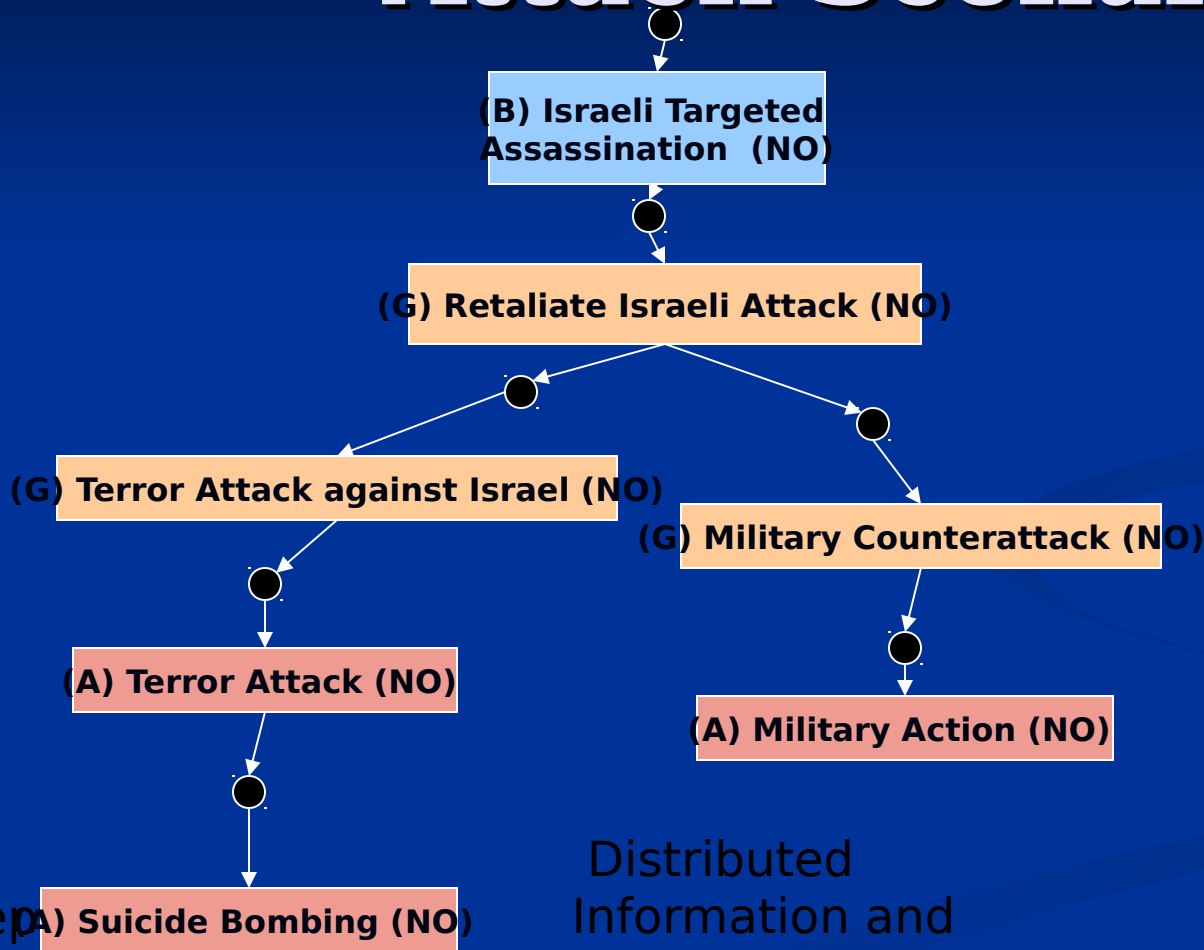 (B) Israeli Targeted
Assassination (NO)
(G) Retaliate Israeli Attack (NO)
(G) Terror Attack against Israel (NO)
(G) Military Counterattack (NO)
(A) Terror Attack (NO)
(A) Military Action (NO)
Distributed
Information and
(A) Suicide Bombing (NO)